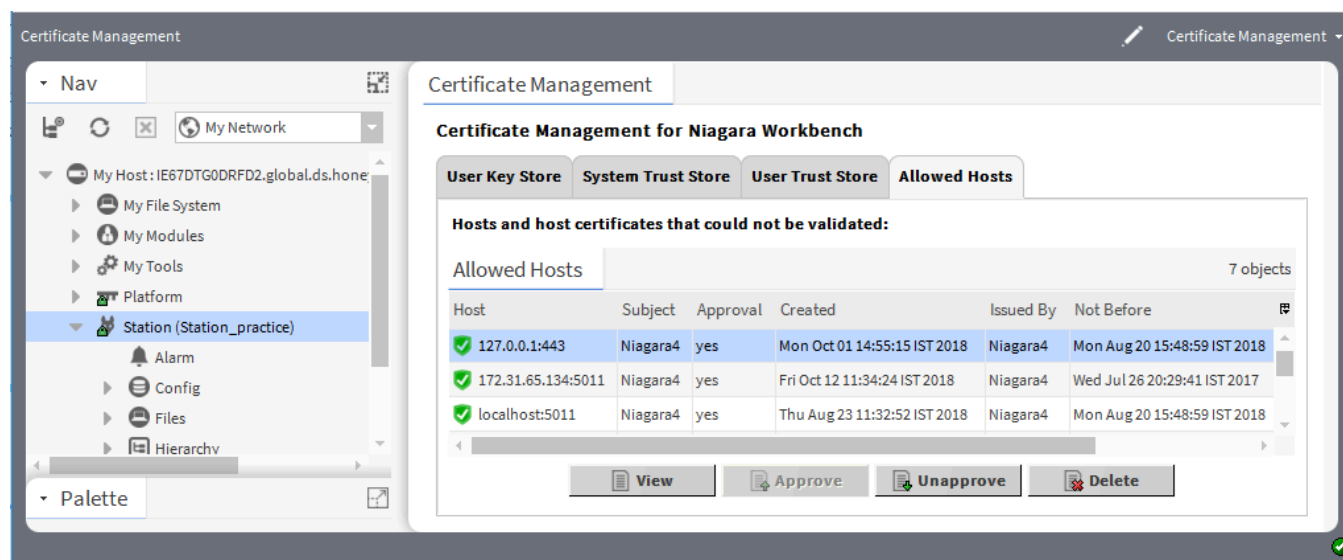 Certificate Management
Certificate Management
Nav
My Network
My Host : IE67DTG0DRFD2.global.ds.hone
My File System
My Modules
My Tools
Platform
Station (Station_practice)
Alarm
Config
Files
Hierarchy
Palette
Certificate Management
Certificate Management for Niagara Workbench
User Key Store System Trust Store User Trust Store Allowed Hosts
Hosts and host certificates that could not be validated:
Allowed Hosts 7 objects
Host Subject Approval Created Issued By Not Before
127.0.0.1:443 Niagara4 yes Mon Oct 01 14:55:15 IST 2018 Niagara4 Mon Aug 20 15:48:59 IST 2018
172.31.65.134:5011 Niagara4 yes Fri Oct 12 11:34:24 IST 2018 Niagara4 Wed Jul 26 20:29:41 IST 2017
localhost:5011 Niagara4 yes Thu Aug 23 11:32:52 IST 2018 Niagara4 Mon Aug 20 15:48:59 IST 2018
View Approve Unapprove Delete